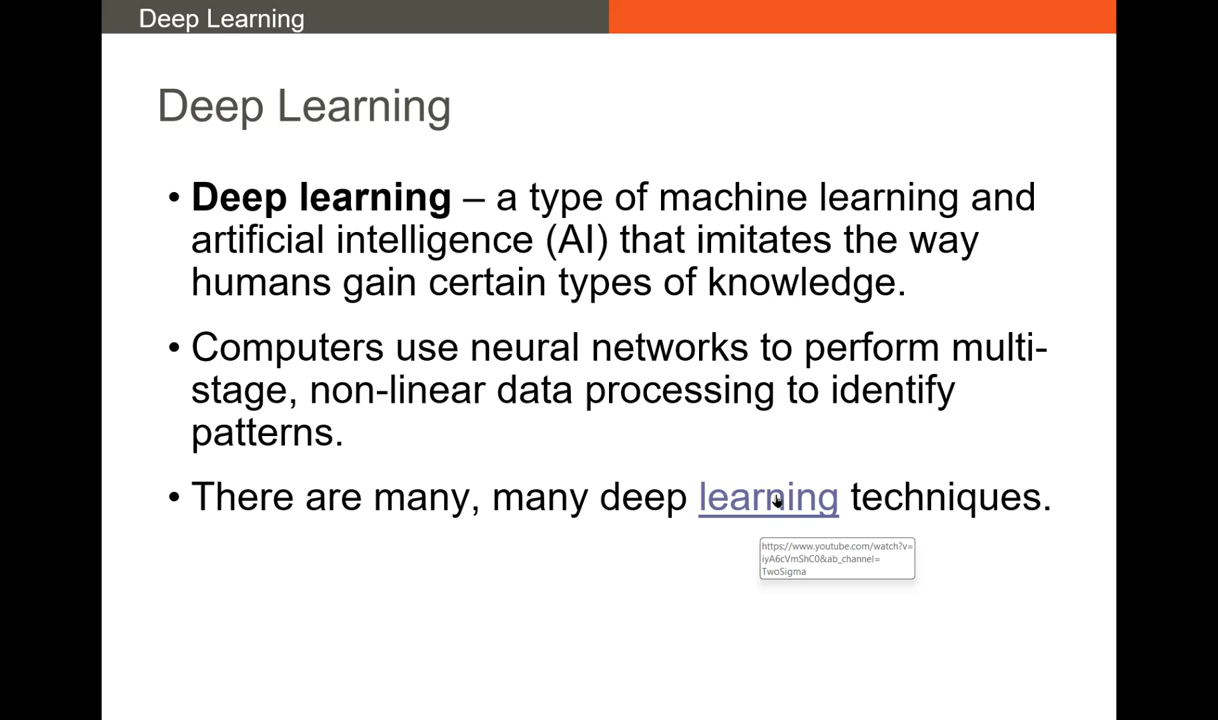 Deep Learning
Deep Learning
• Deep learning – a type of machine learning and
artificial intelligence (AI) that imitates the way
humans gain certain types of knowledge.
• Computers use neural networks to perform multi-
stage, non-linear data processing to identify
patterns.
• There are many, many deep learning techniques.
https://www.youtube.com/watch?v=
iyA6cVmShC0&ab_channel=
TwoSigma